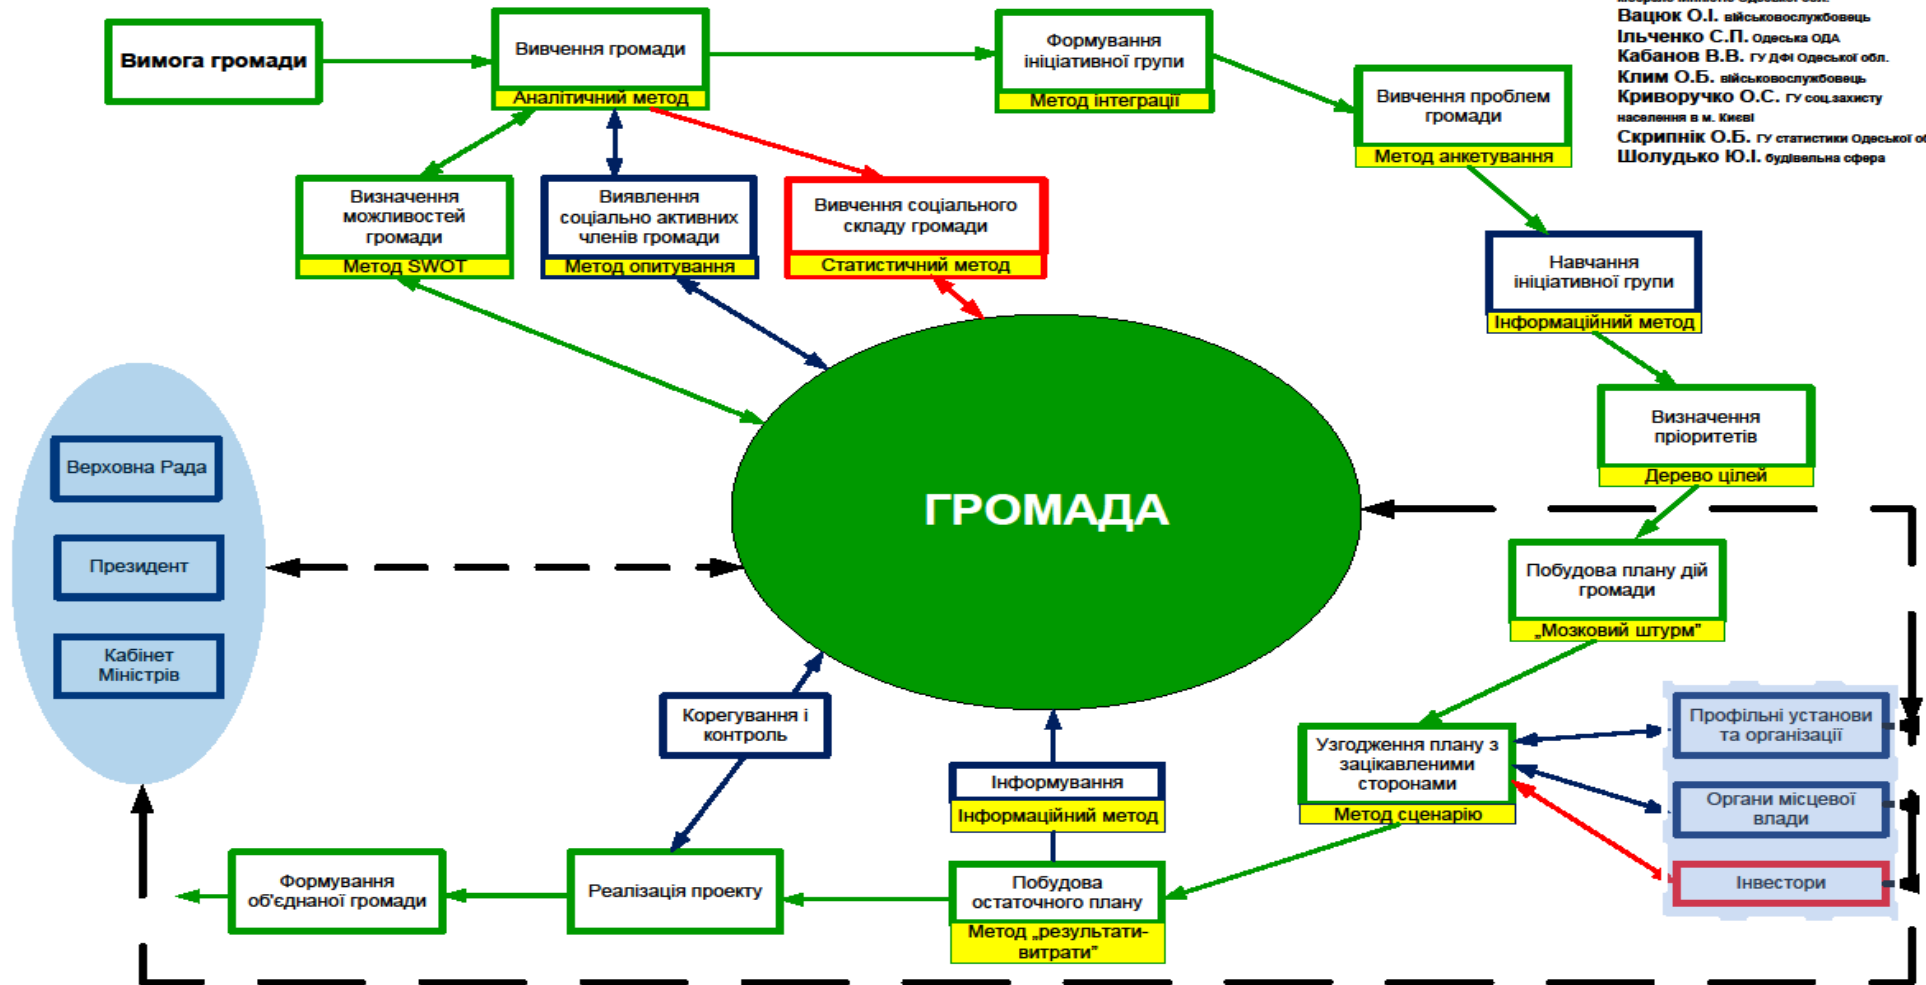 Вацюк О.І. військовослужбовець
Ільченко С.П. Одеська ОДА
Кабанов В.В. ГУ ДФІ Одеської обл.
Клим О.Б. військовослужбовець
Криворучко О.С. ГУ соц.захисту
населення в м. Києві
Скрипнік О.Б. ГУ статистики Одеської об
Шолудько Ю.І. будівельна сфера
Вимога громади
Вивчення громади
Аналітичний метод
Формування
ініціативної групи
Метод інтеграції
Вивчення проблем
громади
Метод анкетування
Визначення
можливостей
громади
Метод SWOT
Виявлення
соціально активних
членів громади
Метод опитування
Вивчення соціального
складу громади
Статистичний метод
Навчання
ініціативної групи
Інформаційний метод
Визначення
пріоритетів
Дерево цілей
Верховна Рада
Президент
Кабінет
Міністрів
ГРОМАДА
Побудова плану дій
громади
„Мозковий штурм”
Корегування і
контроль
Інформування
Інформаційний метод
Узгодження плану з
зацікавленими
сторонами
Метод сценарію
Профільні установи
та організації
Органи місцевої
влади
Інвестори
Формування
об'єднаної громади
Реалізація проекту
Побудова
остаточного плану
Метод „результати-
витрати”